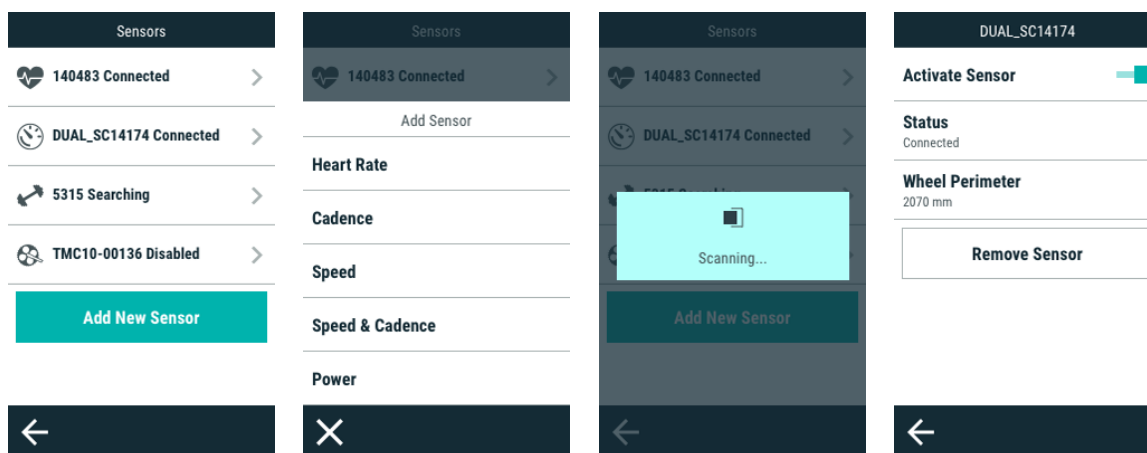 Sensors
140483 Connected
DUAL_SC14174 Connected
5315 Searching
TMC10-00136 Disabled
Add New Sensor
Sensors
140483 Connected
Add Sensor
Heart Rate
Cadence
Speed
Speed & Cadence
Power
Sensors
140483 Connected
DUAL_SC14174 Connected
5315 Searching
Scanning...
Add New Sensor
DUAL_SC14174
Activate Sensor
Status
Connected
Wheel Perimeter
2070 mm
Remove Sensor